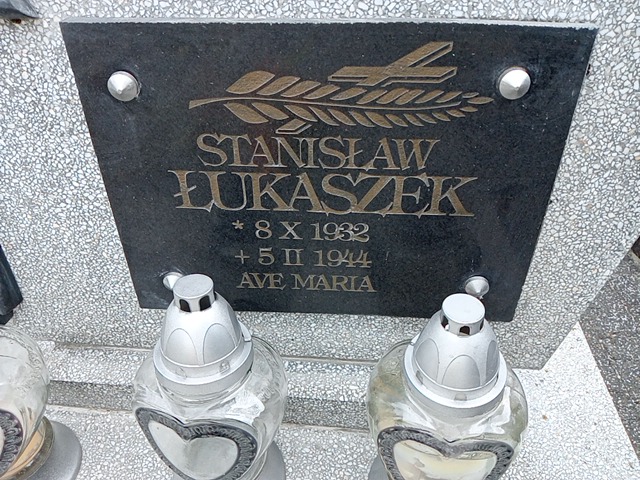 STANISŁAW
ŁUKASZEK
* 8 X 1932
+ 5 II 1944
AVE MARIA